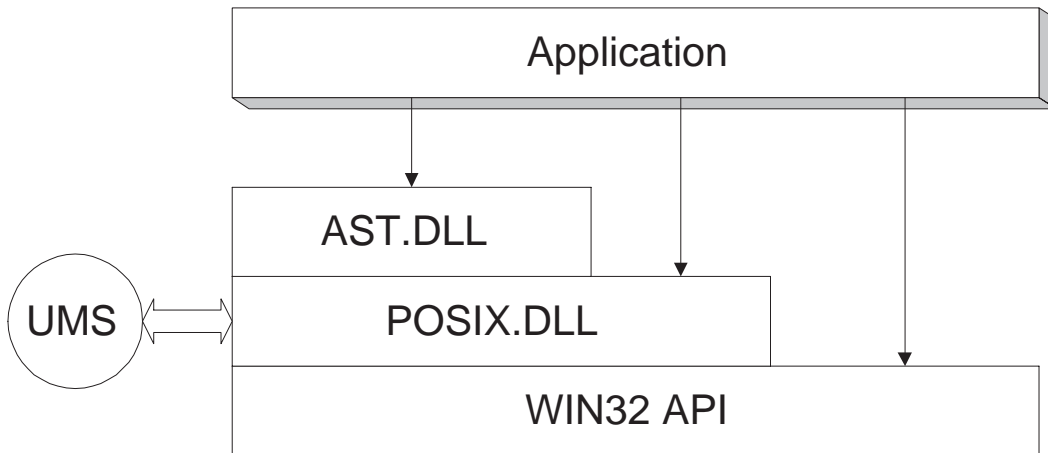 Application
AST.DLL
UMS
POSIX.DLL
WIN32 API